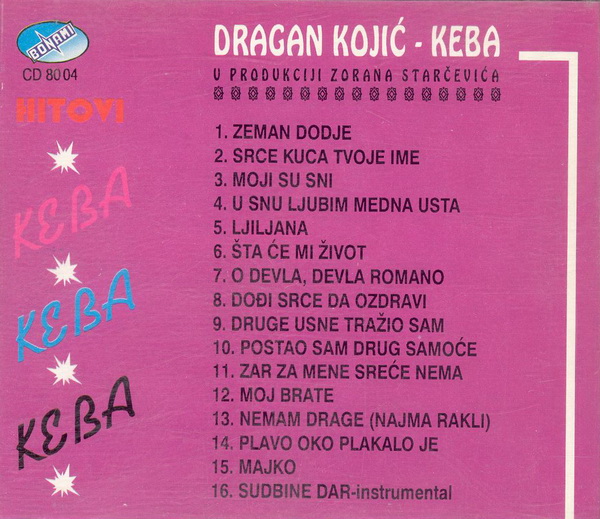 BONAMI
CD 8004
HITOVI
KEBA
KEBA
KEBA
DRAGAN KOJIĆ - KEBA
U PRODUKCIJI ZORANA STARČEVIĆA
1. ZEMAN DODJE
2. SRCE KUCA TVOJE IME
3. MOJI SU SNI
4. U SNU LJUBIM MEDNA USTA
5. LJILJANA
6. ŠTA ĆE MI ŽIVOT
7. O DEVLA, DEVLA ROMANO
8. DOĐI SRCE DA OZDRAVI
9. DRUGE USNE TRAŽIO SAM
10. POSTAO SAM DRUG SAMOĆE
11. ZAR ZA MENE SREĆE NEMA
12. MOJ BRATE
13. NEMAM DRAGE (NAJMA RAKLI)
14. PLAVO OKO PLAKALO JE
15. MAJKO
16. SUDBINE DAR-instrumental